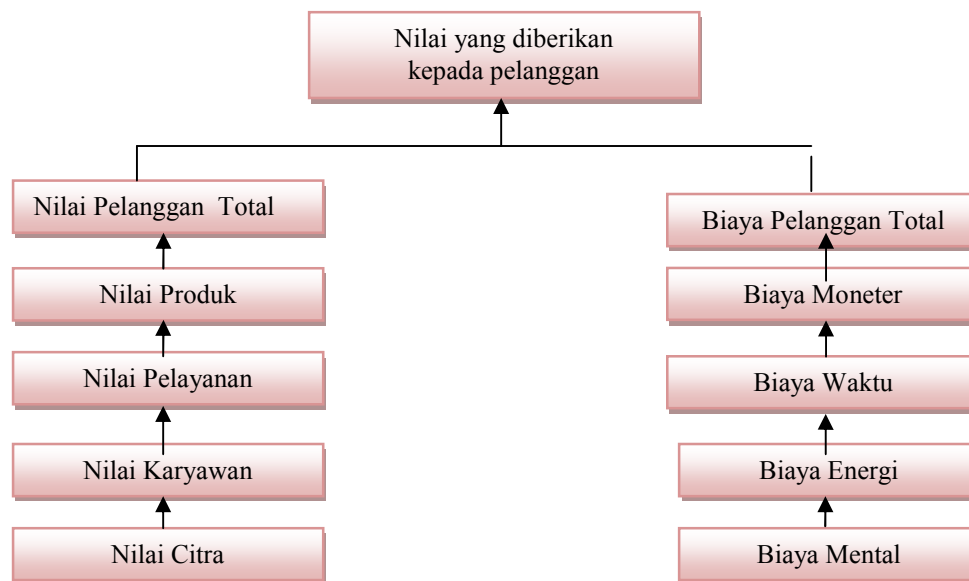 Nilai yang diberikan
kepada pelanggan
Nilai Pelanggan Total
Nilai Produk
Nilai Pelayanan
Nilai Karyawan
Nilai Citra
Biaya Pelanggan Total
Biaya Moneter
Biaya Waktu
Biaya Energi
Biaya Mental